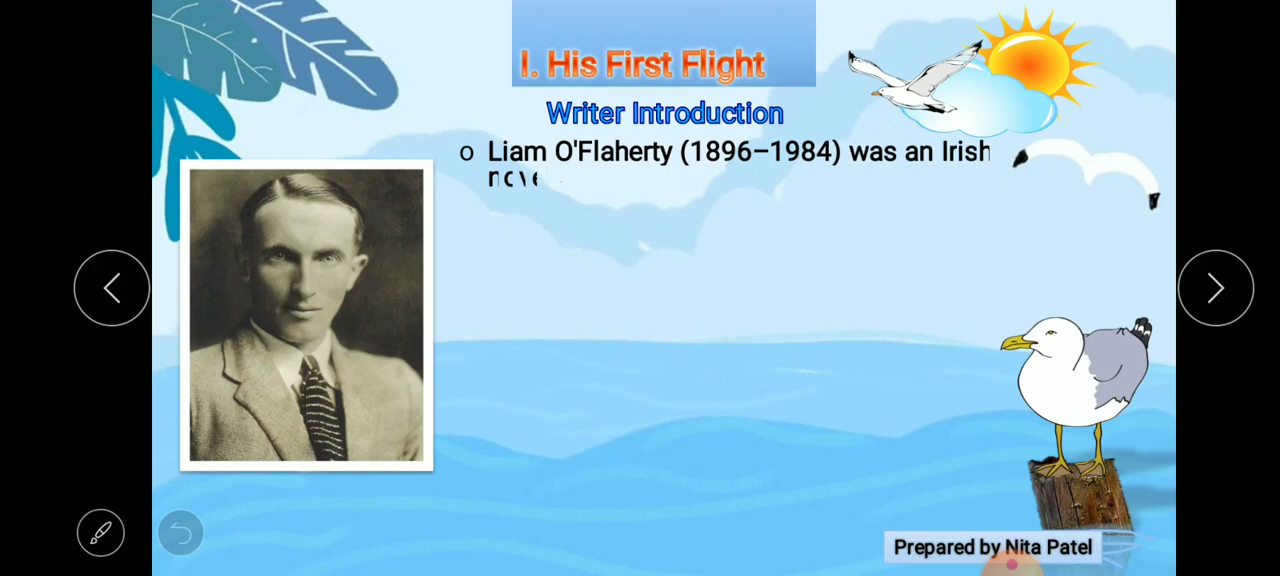 I. His First Flight
Writer Introduction
o Liam O'Flaherty (1896–1984) was an Irish
Prepared by Nita Patel